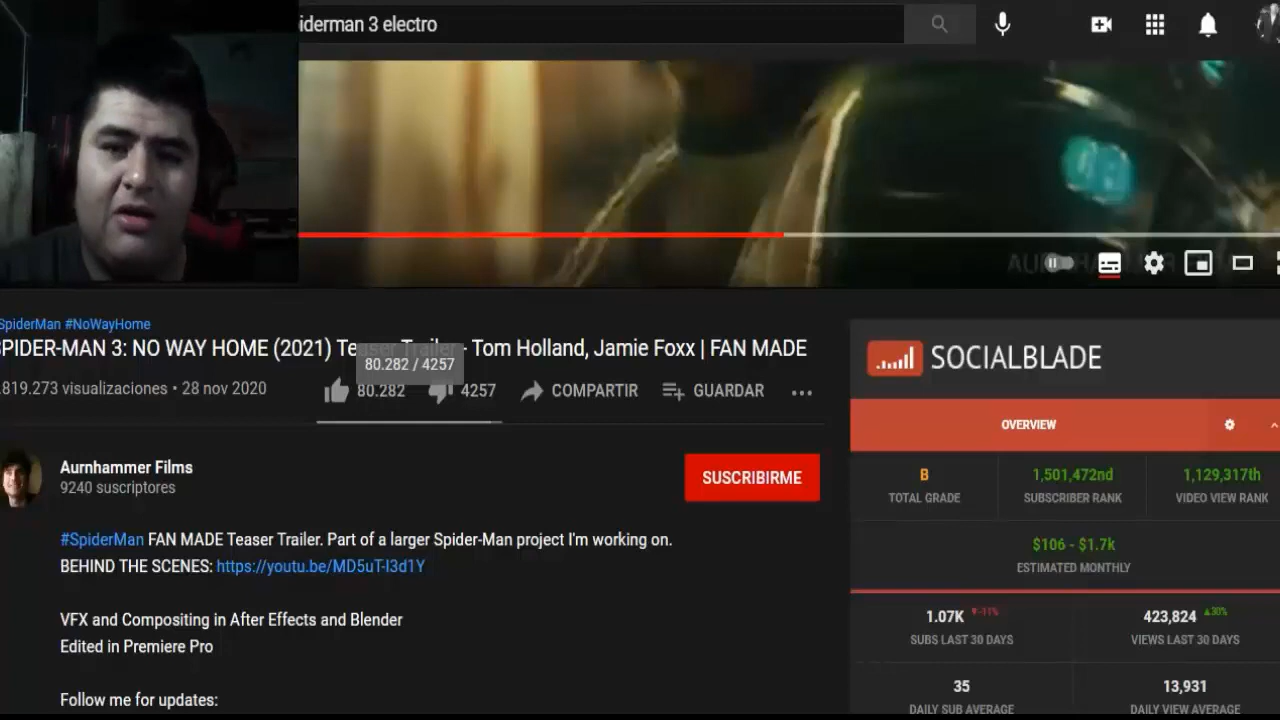 iderman 3 electro
SpiderMan #NoWayHome
SPIDER-MAN 3: NO WAY HOME (2021) Teaser Trailer - Tom Holland, Jamie Foxx | FAN MADE
80.282 / 4257
.819.273 visualizaciones • 28 nov 2020
80.282
4257
COMPARTIR
GUARDAR
Aurnhammer Films
9240 suscriptores
SUSCRIBIRME
#SpiderMan FAN MADE Teaser Trailer. Part of a larger Spider-Man project I'm working on.
BEHIND THE SCENES: https://youtu.be/MD5uT-I3d1Y
VFX and Compositing in After Effects and Blender
Edited in Premiere Pro
Follow me for updates:
SOCIALBLADE
OVERVIEW
B
TOTAL GRADE
1,501,472nd
SUBSCRIBER RANK
1,129,317th
VIDEO VIEW RANK
$106 - $1.7k
ESTIMATED MONTHLY
1.07K -11%
SUBS LAST 30 DAYS
423,824 30%
VIEWS LAST 30 DAYS
35
DAILY SUB AVERAGE
13,931
DAILY VIEW AVERAGE